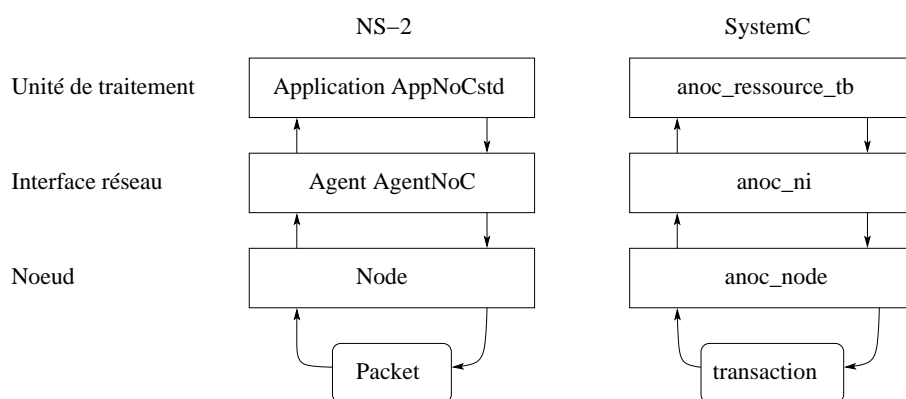 NS-2 SystemC
Unité de traitement Application AppNoCstd anoc_ressource_tb
Interface réseau Agent AgentNoC anoc_ni
Noeud Node anoc_node
Packet transaction